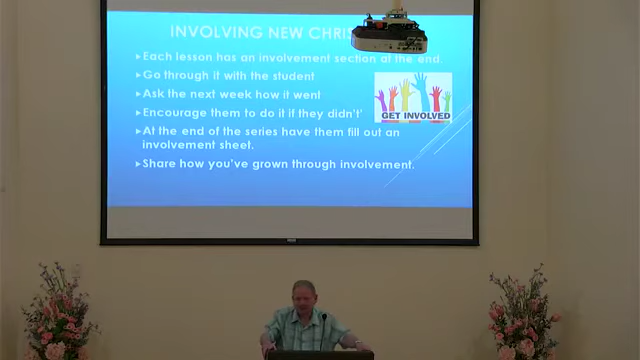 INVOLVING NEW CHRIS
Each lesson has an involvement section at the end.
Go through it with the student
Ask the next week how it went
Encourage them to do it if they didn't'
At the end of the series have them fill out an
involvement sheet.
Share how you've grown through involvement.
GET INVOLVED